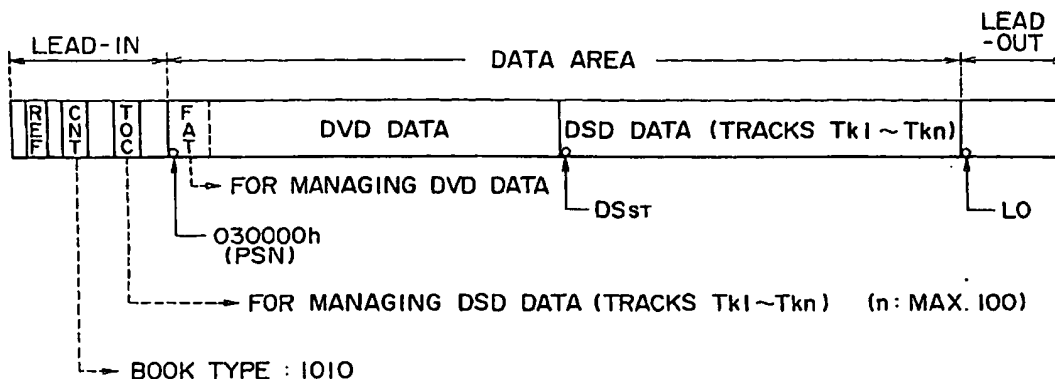 LEAD-IN
DATA AREA
LEAD
-OUT
REF
CNT
TOC
FAT
DVD DATA
DSD DATA (TRACKS Tk1~Tkn)
FOR MANAGING DVD DATA
DSST
LO
030000h
(PSN)
FOR MANAGING DSD DATA (TRACKS Tk1~Tkn) (n: MAX. 100)
BOOK TYPE : 1010